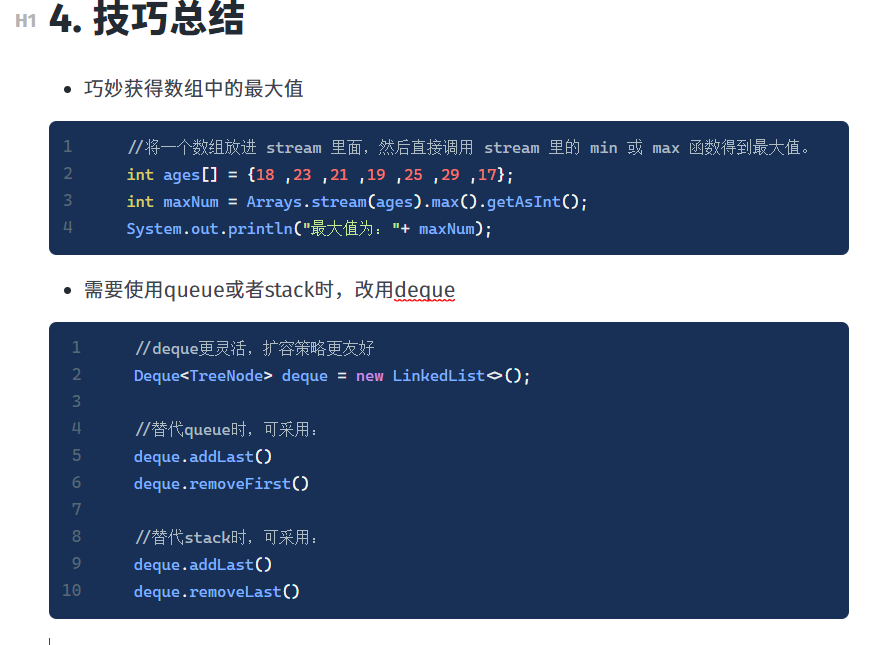 H1 4. 技巧总结
• 巧妙获得数组中的最大值
1 //将一个数组放进 stream 里面，然后直接调用 stream 里的 min 或 max 函数得到最大值。
2 int ages[] = {18 ,23 ,21 ,19 ,25 ,29 ,17};
3 int maxNum = Arrays.stream(ages).max().getAsInt();
4 System.out.println("最大值为："+ maxNum);
• 需要使用queue或者stack时，改用deque
1 //deque更灵活，扩容策略更友好
2 Deque<TreeNode> deque = new LinkedList<>();
3
4 //替代queue时，可采用：
5 deque.addLast()
6 deque.removeFirst()
7
8 //替代stack时，可采用：
9 deque.addLast()
10 deque.removeLast()